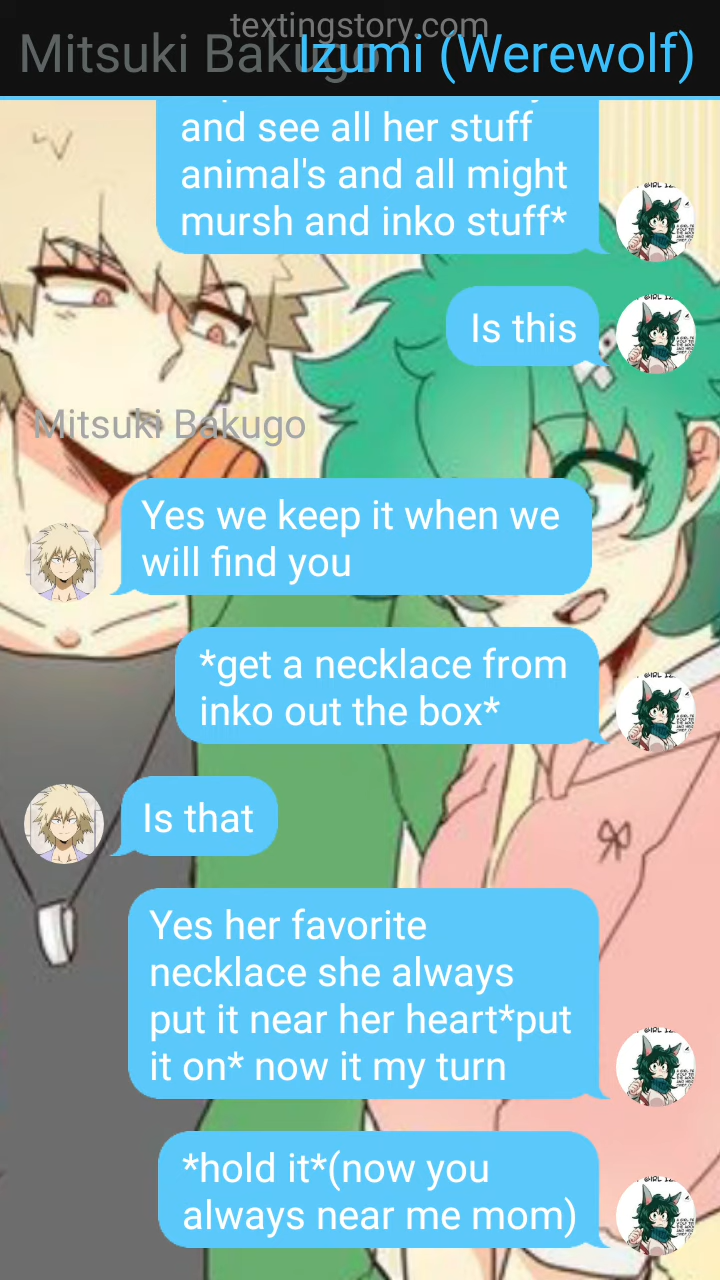 textingstory.com
Mitsuki Bakugo Izumi (Werewolf)
and see all her stuff
animal's and all might
mursh and inko stuff*
Is this
Mitsuki Bakugo
Yes we keep it when we
will find you
*get a necklace from
inko out the box*
Is that
Yes her favorite
necklace she always
put it near her heart*put
it on* now it my turn
*hold it*(now you
always near me mom)